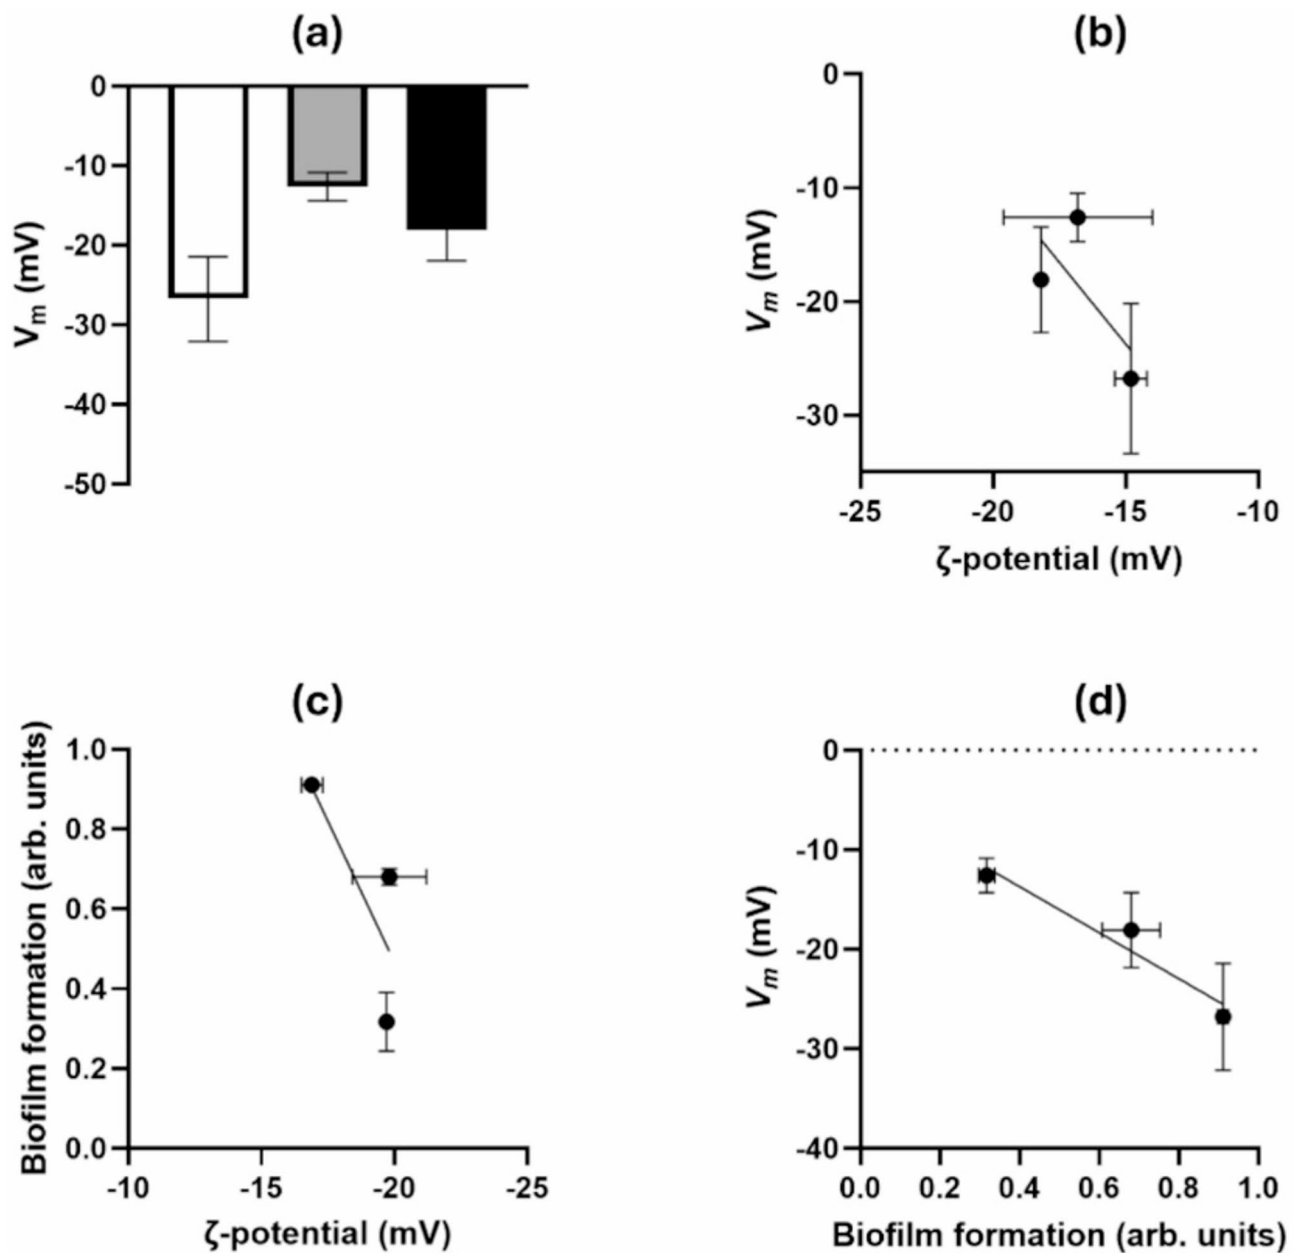 (a)
0
-10
-20
-30
-40
-50
Vm (mV)
(b)
0
-10
-20
-30
Vm (mV)
-25 -20 -15 -10
ζ-potential (mV)
(c)
1.0
0.8
0.6
0.4
0.2
0.0
Biofilm formation (arb. units)
-10 -15 -20 -25
ζ-potential (mV)
(d)
0
-10
-20
-30
-40
Vm (mV)
0.0 0.2 0.4 0.6 0.8 1.0
Biofilm formation (arb. units)